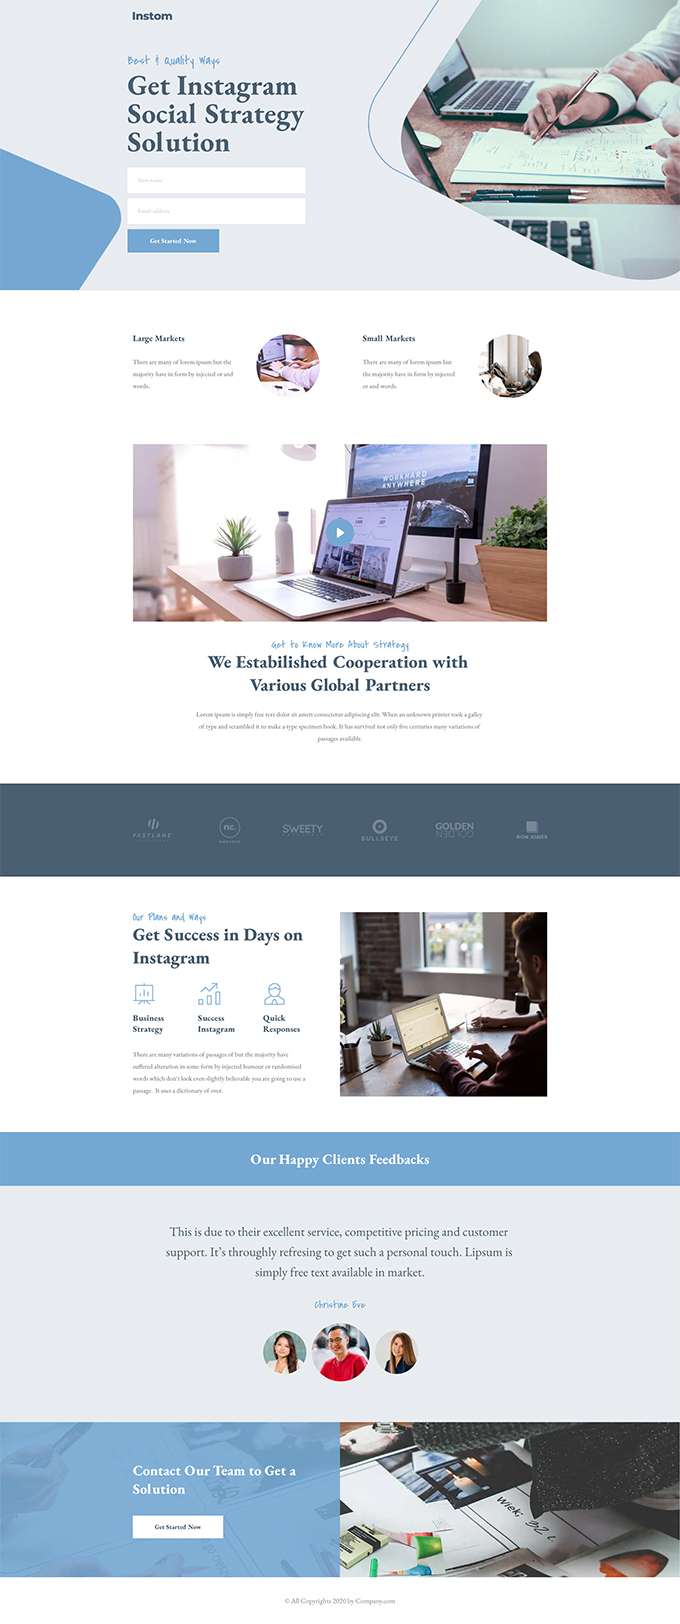 Instom
Best & Quality Ways
Get Instagram
Social Strategy
Solution
Your name
Email address
Get Started Now
Large Markets
There are many of lorem ipsum but the
majority have in form by injected or and
words.
Small Markets
There are many of lorem ipsum but
the majority have in form by injected
or and words.
WORKHARD
ANYWHERE
Get to Know More About Strategy
We Estabilished Cooperation with
Various Global Partners
Lorem ipsum is simply free text dolor sit amett consectetur adipiscing elit. When an unknown printer took a galley
of type and scrambled it to make a type specimen book. It has survived not only five centuries many variations of
passages available.
FASTLANE
nc.
SWEETY
BULLSEYE
GOLDEN
RON JONES
Our Plans and Ways
Get Success in Days on
Instagram
Business
Strategy
Success
Instagram
Quick
Responses
There are many variations of passages of but the majority have
suffered alteration in some form by injected humour or randomised
words which don't look even slightly believable you are going to use a
passage. It uses a dictionary of over.
Our Happy Clients Feedbacks
This is due to their excellent service, competitive pricing and customer
support. It's throughly refresing to get such a personal touch. Lipsum is
simply free text available in market.
Christine Eve
Contact Our Team to Get a
Solution
Get Started Now
© All Copyrights 2020 by Company.com